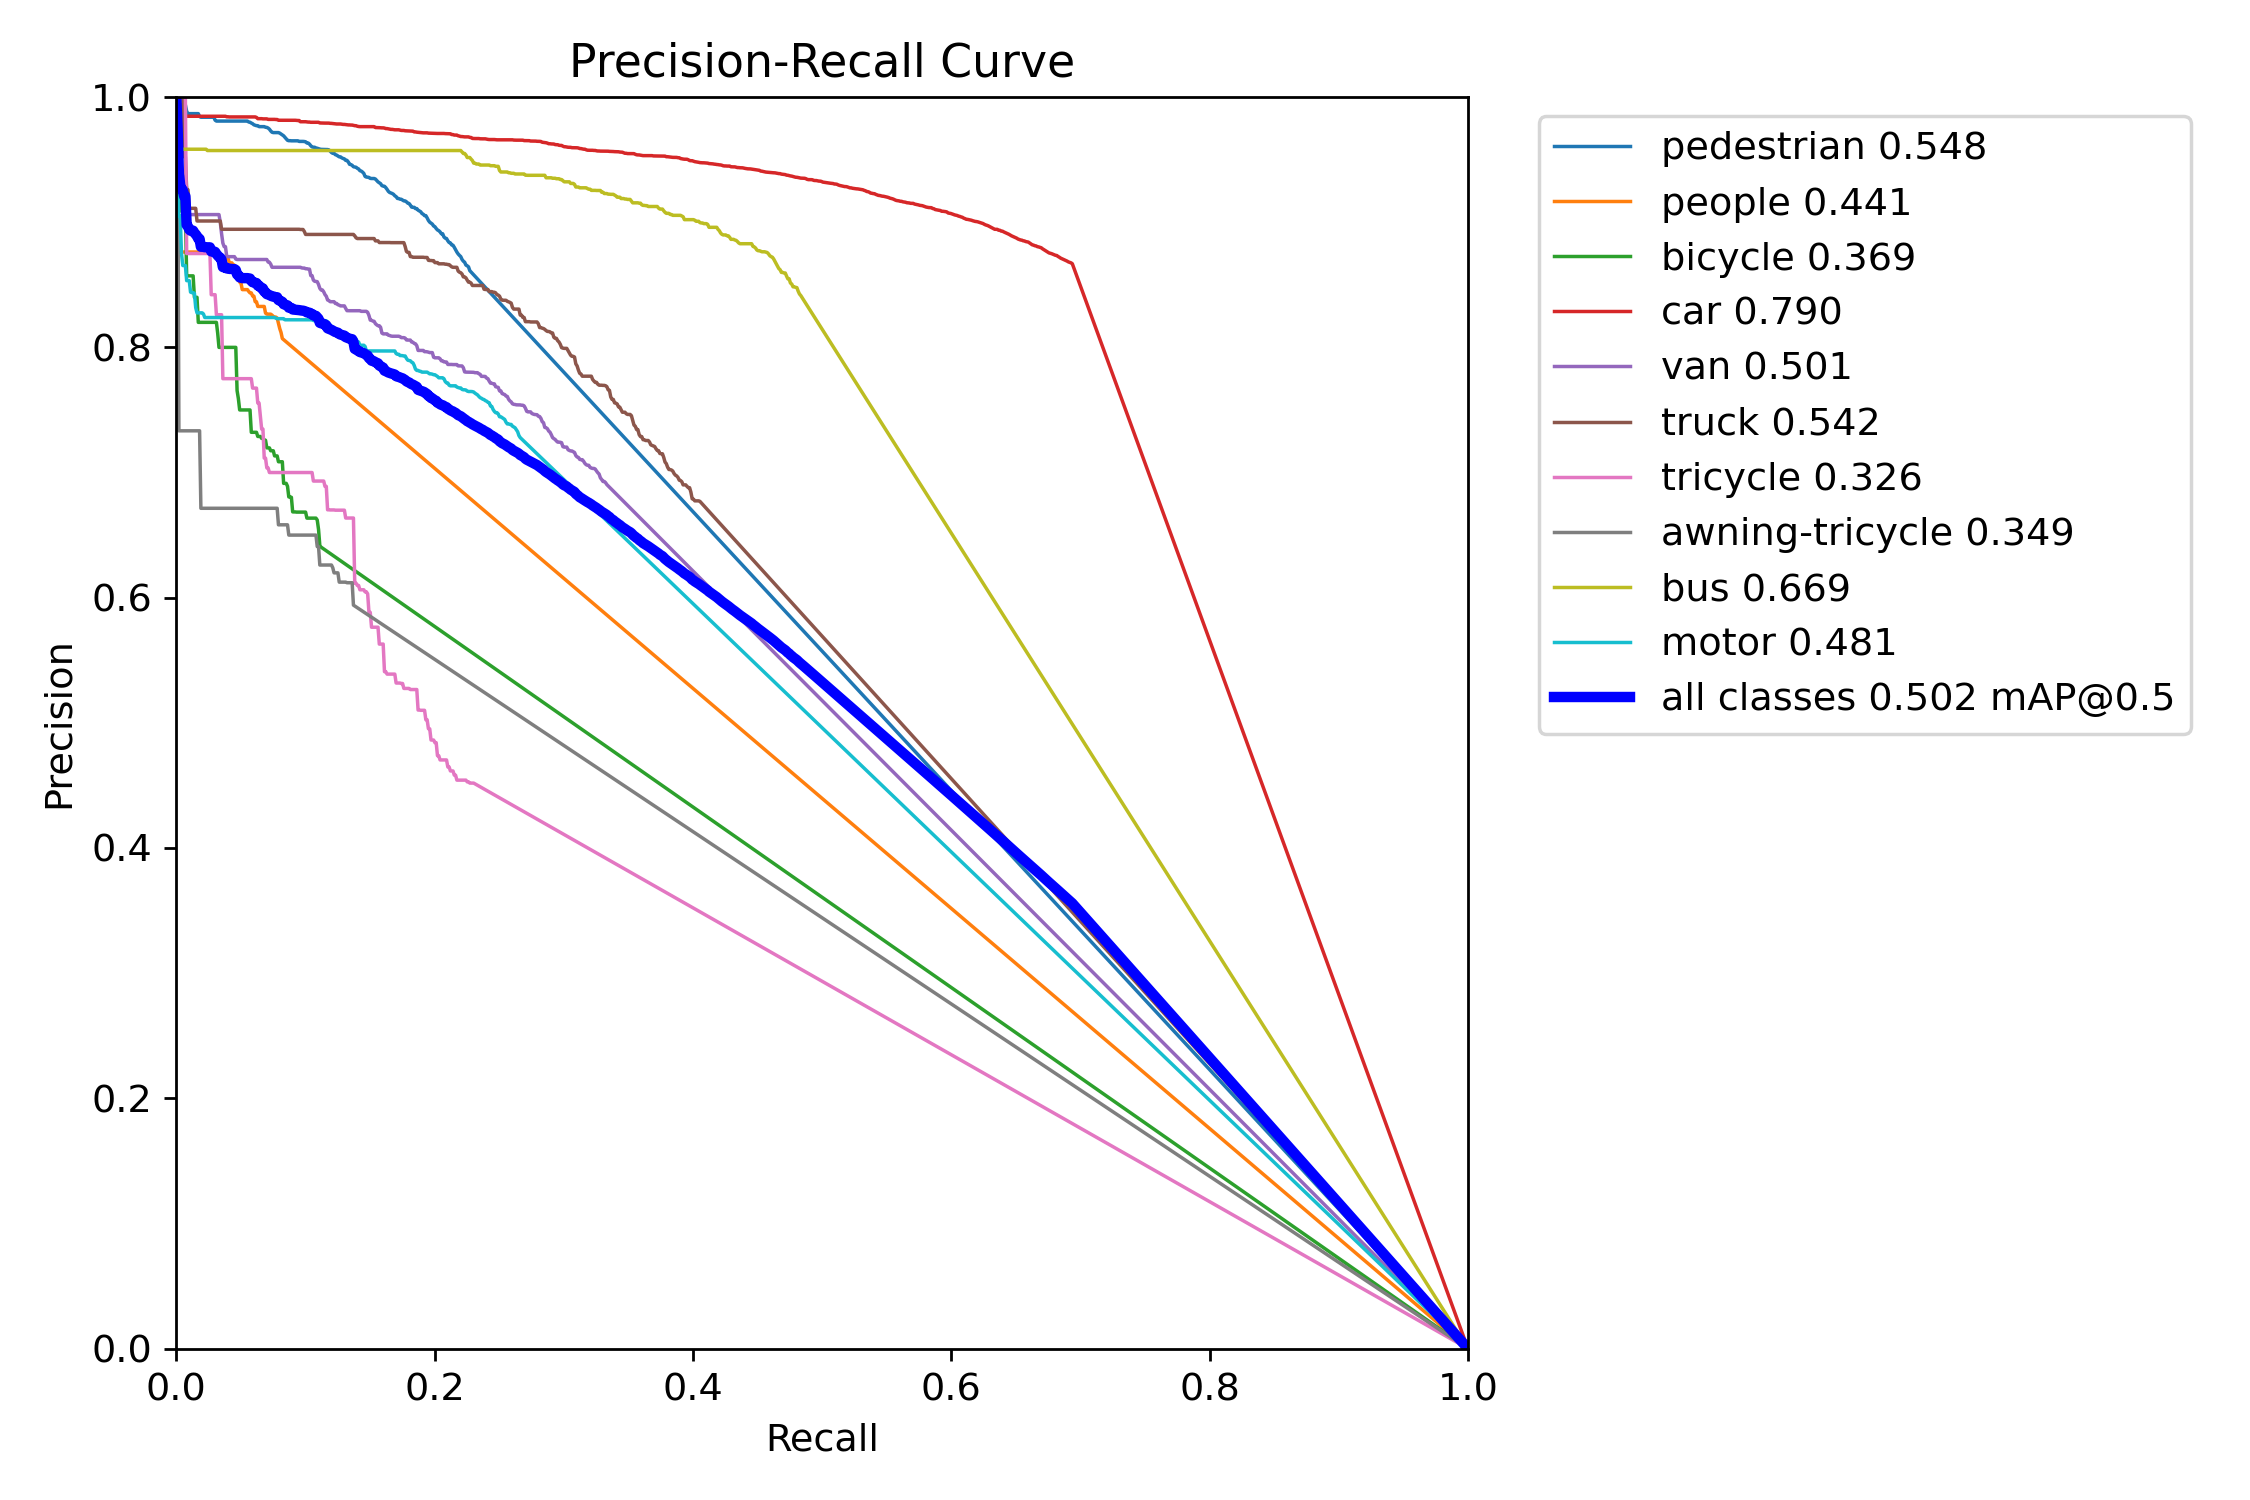 Precision-Recall Curve
1.0
0.8
0.6
0.4
0.2
0.0
Precision
0.0 0.2 0.4 0.6 0.8 1.0
Recall
pedestrian 0.548
people 0.441
bicycle 0.369
car 0.790
van 0.501
truck 0.542
tricycle 0.326
awning-tricycle 0.349
bus 0.669
motor 0.481
all classes 0.502 mAP@0.5